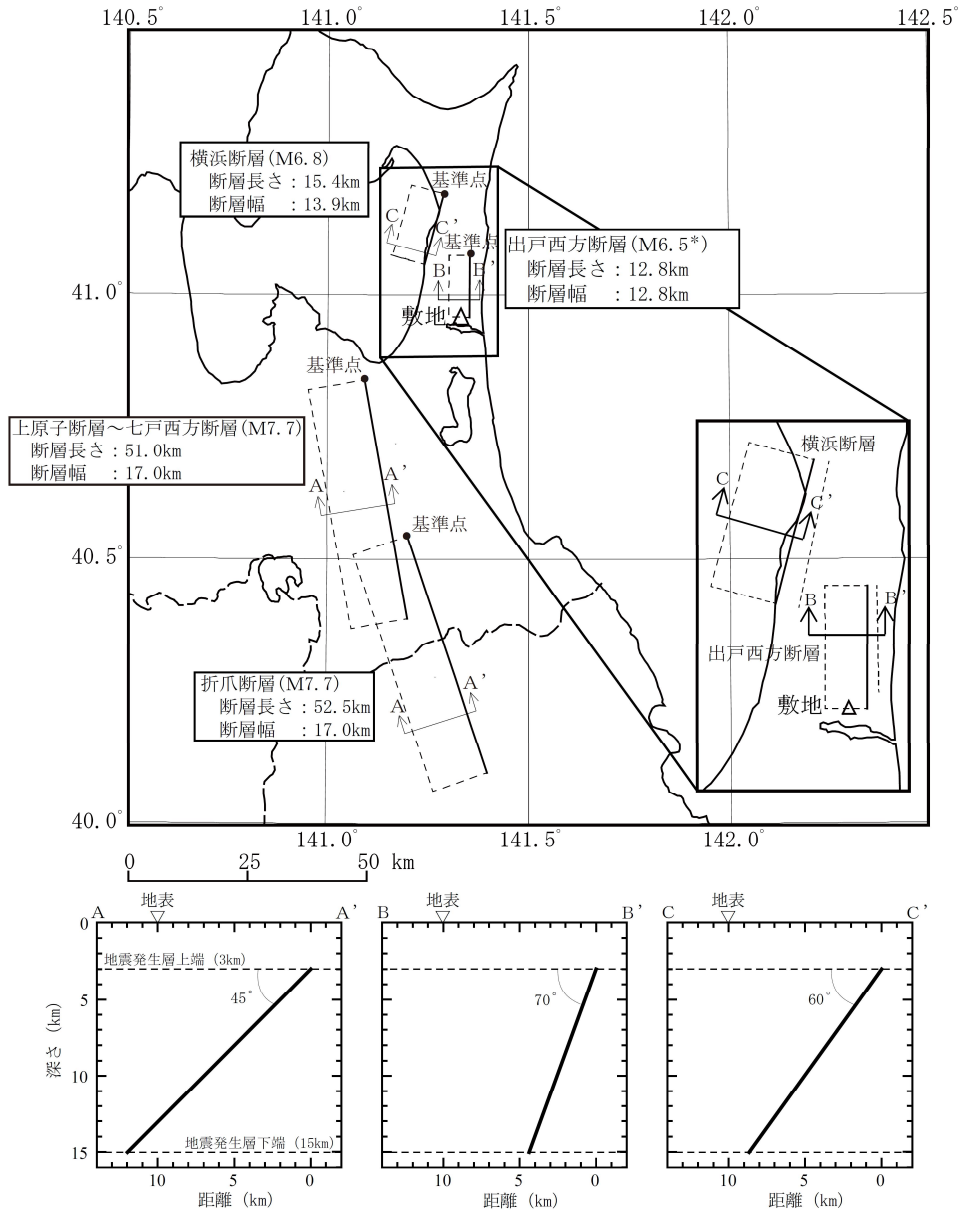 140.5°
141.0°
141.5°
142.0°
142.5°
横浜断層(M6.8)
断層長さ：15.4km
断層幅　：13.9km
基準点
C
C'
基準点
出戸西方断層(M6.5*)
断層長さ：12.8km
断層幅　：12.8km
B
B'
41.0°
敷地
基準点
上原子断層～七戸西方断層(M7.7)
断層長さ：51.0km
断層幅　：17.0km
A
A'
横浜断層
C
C'
基準点
40.5°
B
B'
出戸西方断層
敷地
折爪断層(M7.7)
断層長さ：52.5km
断層幅　：17.0km
A
A'
40.0°
141.0°
141.5°
142.0°
0
25
50 km
A
地表
A'
B
地表
B'
C
地表
C'
0
地震発生層上端 (3km)
45°
70°
60°
5
深さ (km)
10
地震発生層下端 (15km)
15
10
5
0
10
5
0
10
5
0
距離 (km)
距離 (km)
距離 (km)